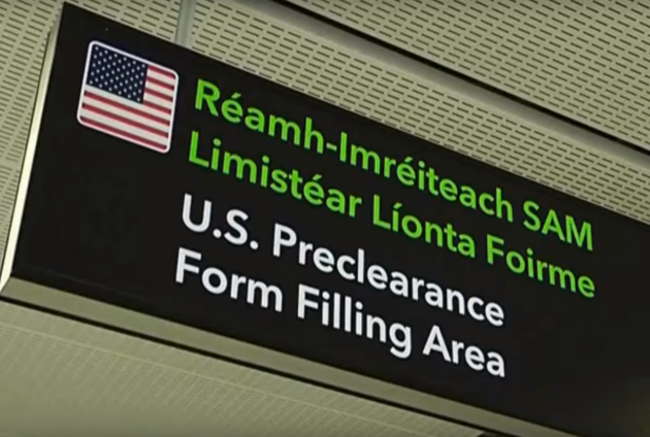 Réamh-Imréiteach SAM
Limistéar Líonta Foirme
U.S. Preclearance
Form Filling Area